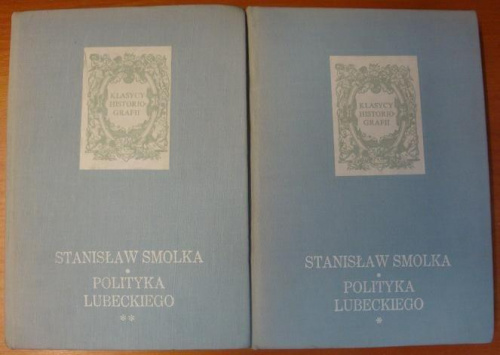 KLASYCY
HISTORIO-
GRAFII
STANISŁAW SMOLKA
*
POLITYKA
LUBECKIEGO
**
KLASYCY
HISTORIO-
GRAFII
STANISŁAW SMOLKA
*
POLITYKA
LUBECKIEGO
*